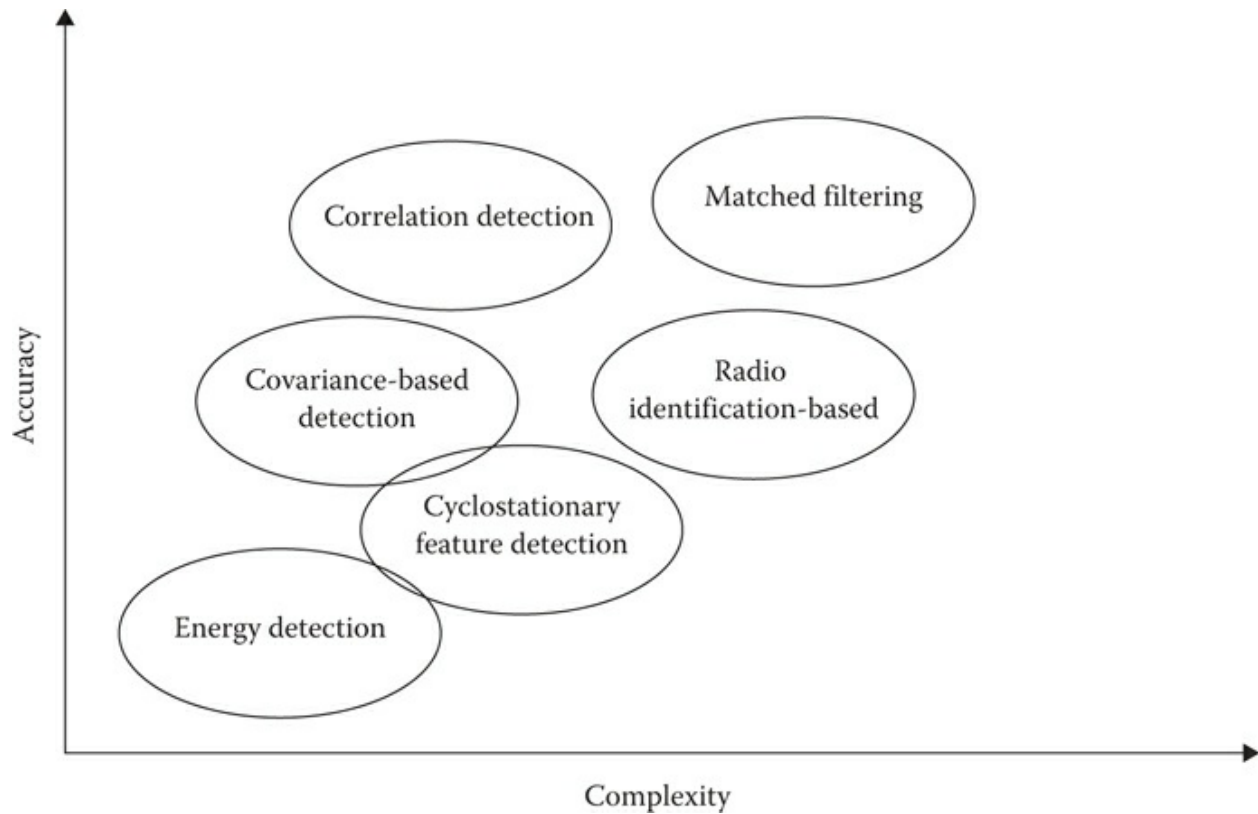 Accuracy
Correlation detection
Matched filtering
Covariance-based
detection
Radio
identification-based
Cyclostationary
feature detection
Energy detection
Complexity